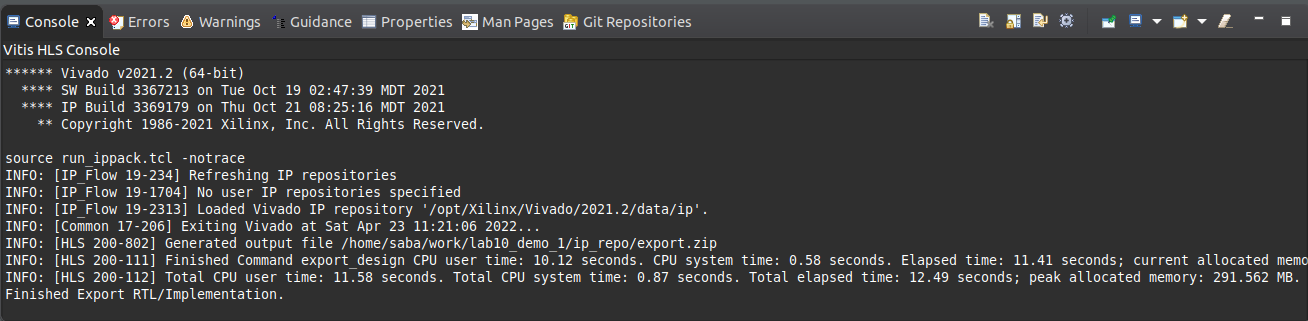 Console Errors Warnings Guidance Properties Man Pages Git Repositories
Vitis HLS Console
****** Vivado v2021.2 (64-bit)
  **** SW Build 3367213 on Tue Oct 19 02:47:39 MDT 2021
  **** IP Build 3369179 on Thu Oct 21 08:25:16 MDT 2021
    ** Copyright 1986-2021 Xilinx, Inc. All Rights Reserved.

source run_ippack.tcl -notrace
INFO: [IP_Flow 19-234] Refreshing IP repositories
INFO: [IP_Flow 19-1704] No user IP repositories specified
INFO: [IP_Flow 19-2313] Loaded Vivado IP repository '/opt/Xilinx/Vivado/2021.2/data/ip'.
INFO: [Common 17-206] Exiting Vivado at Sat Apr 23 11:21:06 2022...
INFO: [HLS 200-802] Generated output file /home/saba/work/lab10_demo_1/ip_repo/export.zip
INFO: [HLS 200-111] Finished Command export_design CPU user time: 10.12 seconds. CPU system time: 0.58 seconds. Elapsed time: 11.41 seconds; current allocated memo
INFO: [HLS 200-112] Total CPU user time: 11.58 seconds. Total CPU system time: 0.87 seconds. Total elapsed time: 12.49 seconds; peak allocated memory: 291.562 MB.
Finished Export RTL/Implementation.